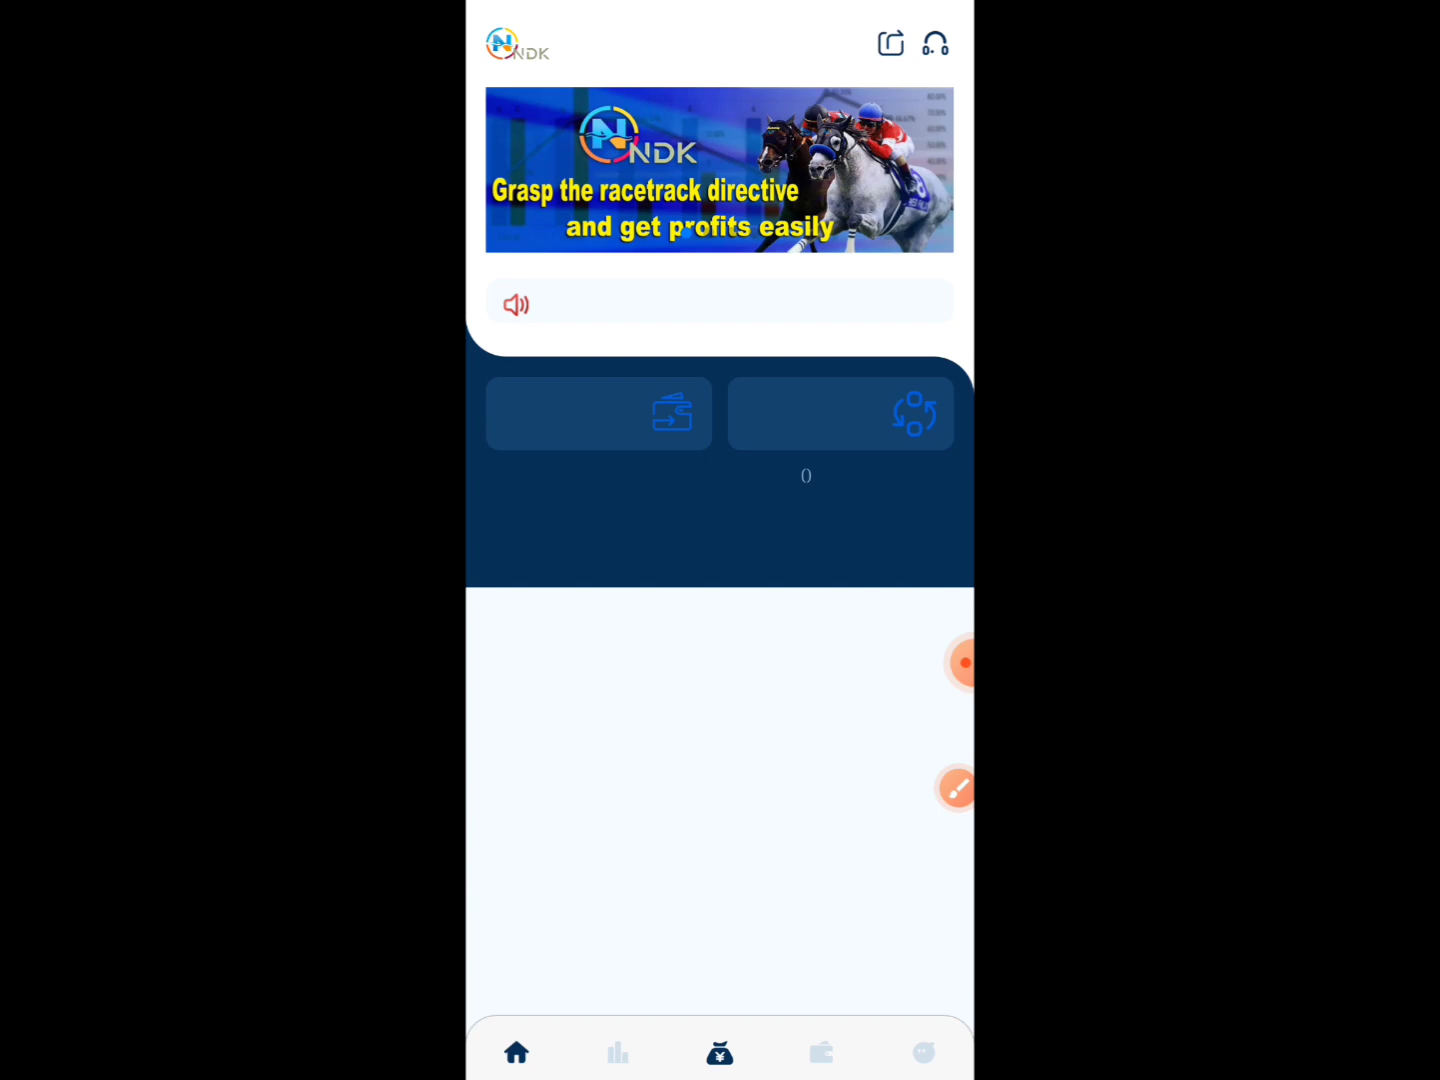 NDK
NDK
Grasp the racetrack directive
and get profits easily
0